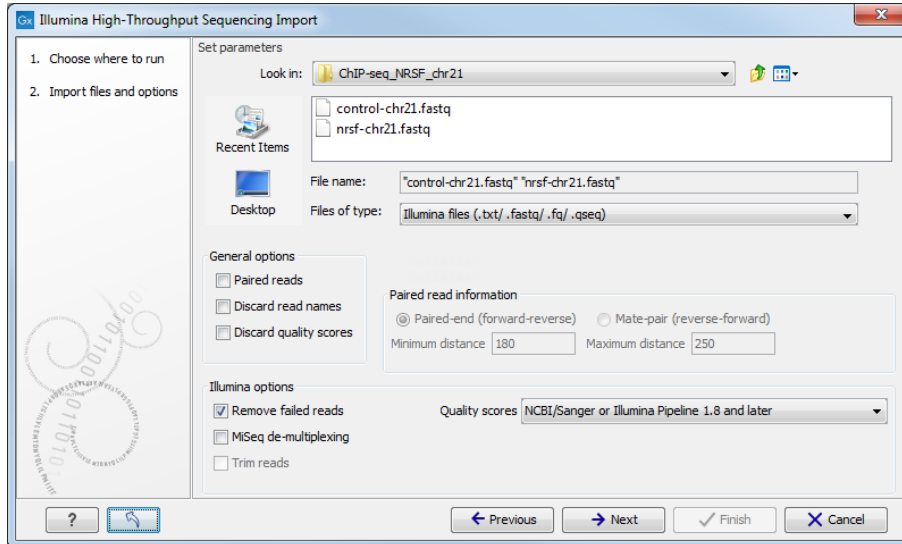 Gx Illumina High-Throughput Sequencing Import
1. Choose where to run
2. Import files and options
Set parameters
Look in: ChIP-seq_NRSF_chr21
control-chr21.fastq
nrsf-chr21.fastq
Recent Items
Desktop
File name: "control-chr21.fastq" "nrsf-chr21.fastq"
Files of type: Illumina files (.txt/ .fastq/ .fq/ .qseq)
General options
Paired reads
Discard read names
Discard quality scores
Paired read information
Paired-end (forward-reverse) Mate-pair (reverse-forward)
Minimum distance 180 Maximum distance 250
Illumina options
Remove failed reads Quality scores NCBI/Sanger or Illumina Pipeline 1.8 and later
MiSeq de-multiplexing
Trim reads
? Previous Next Finish Cancel